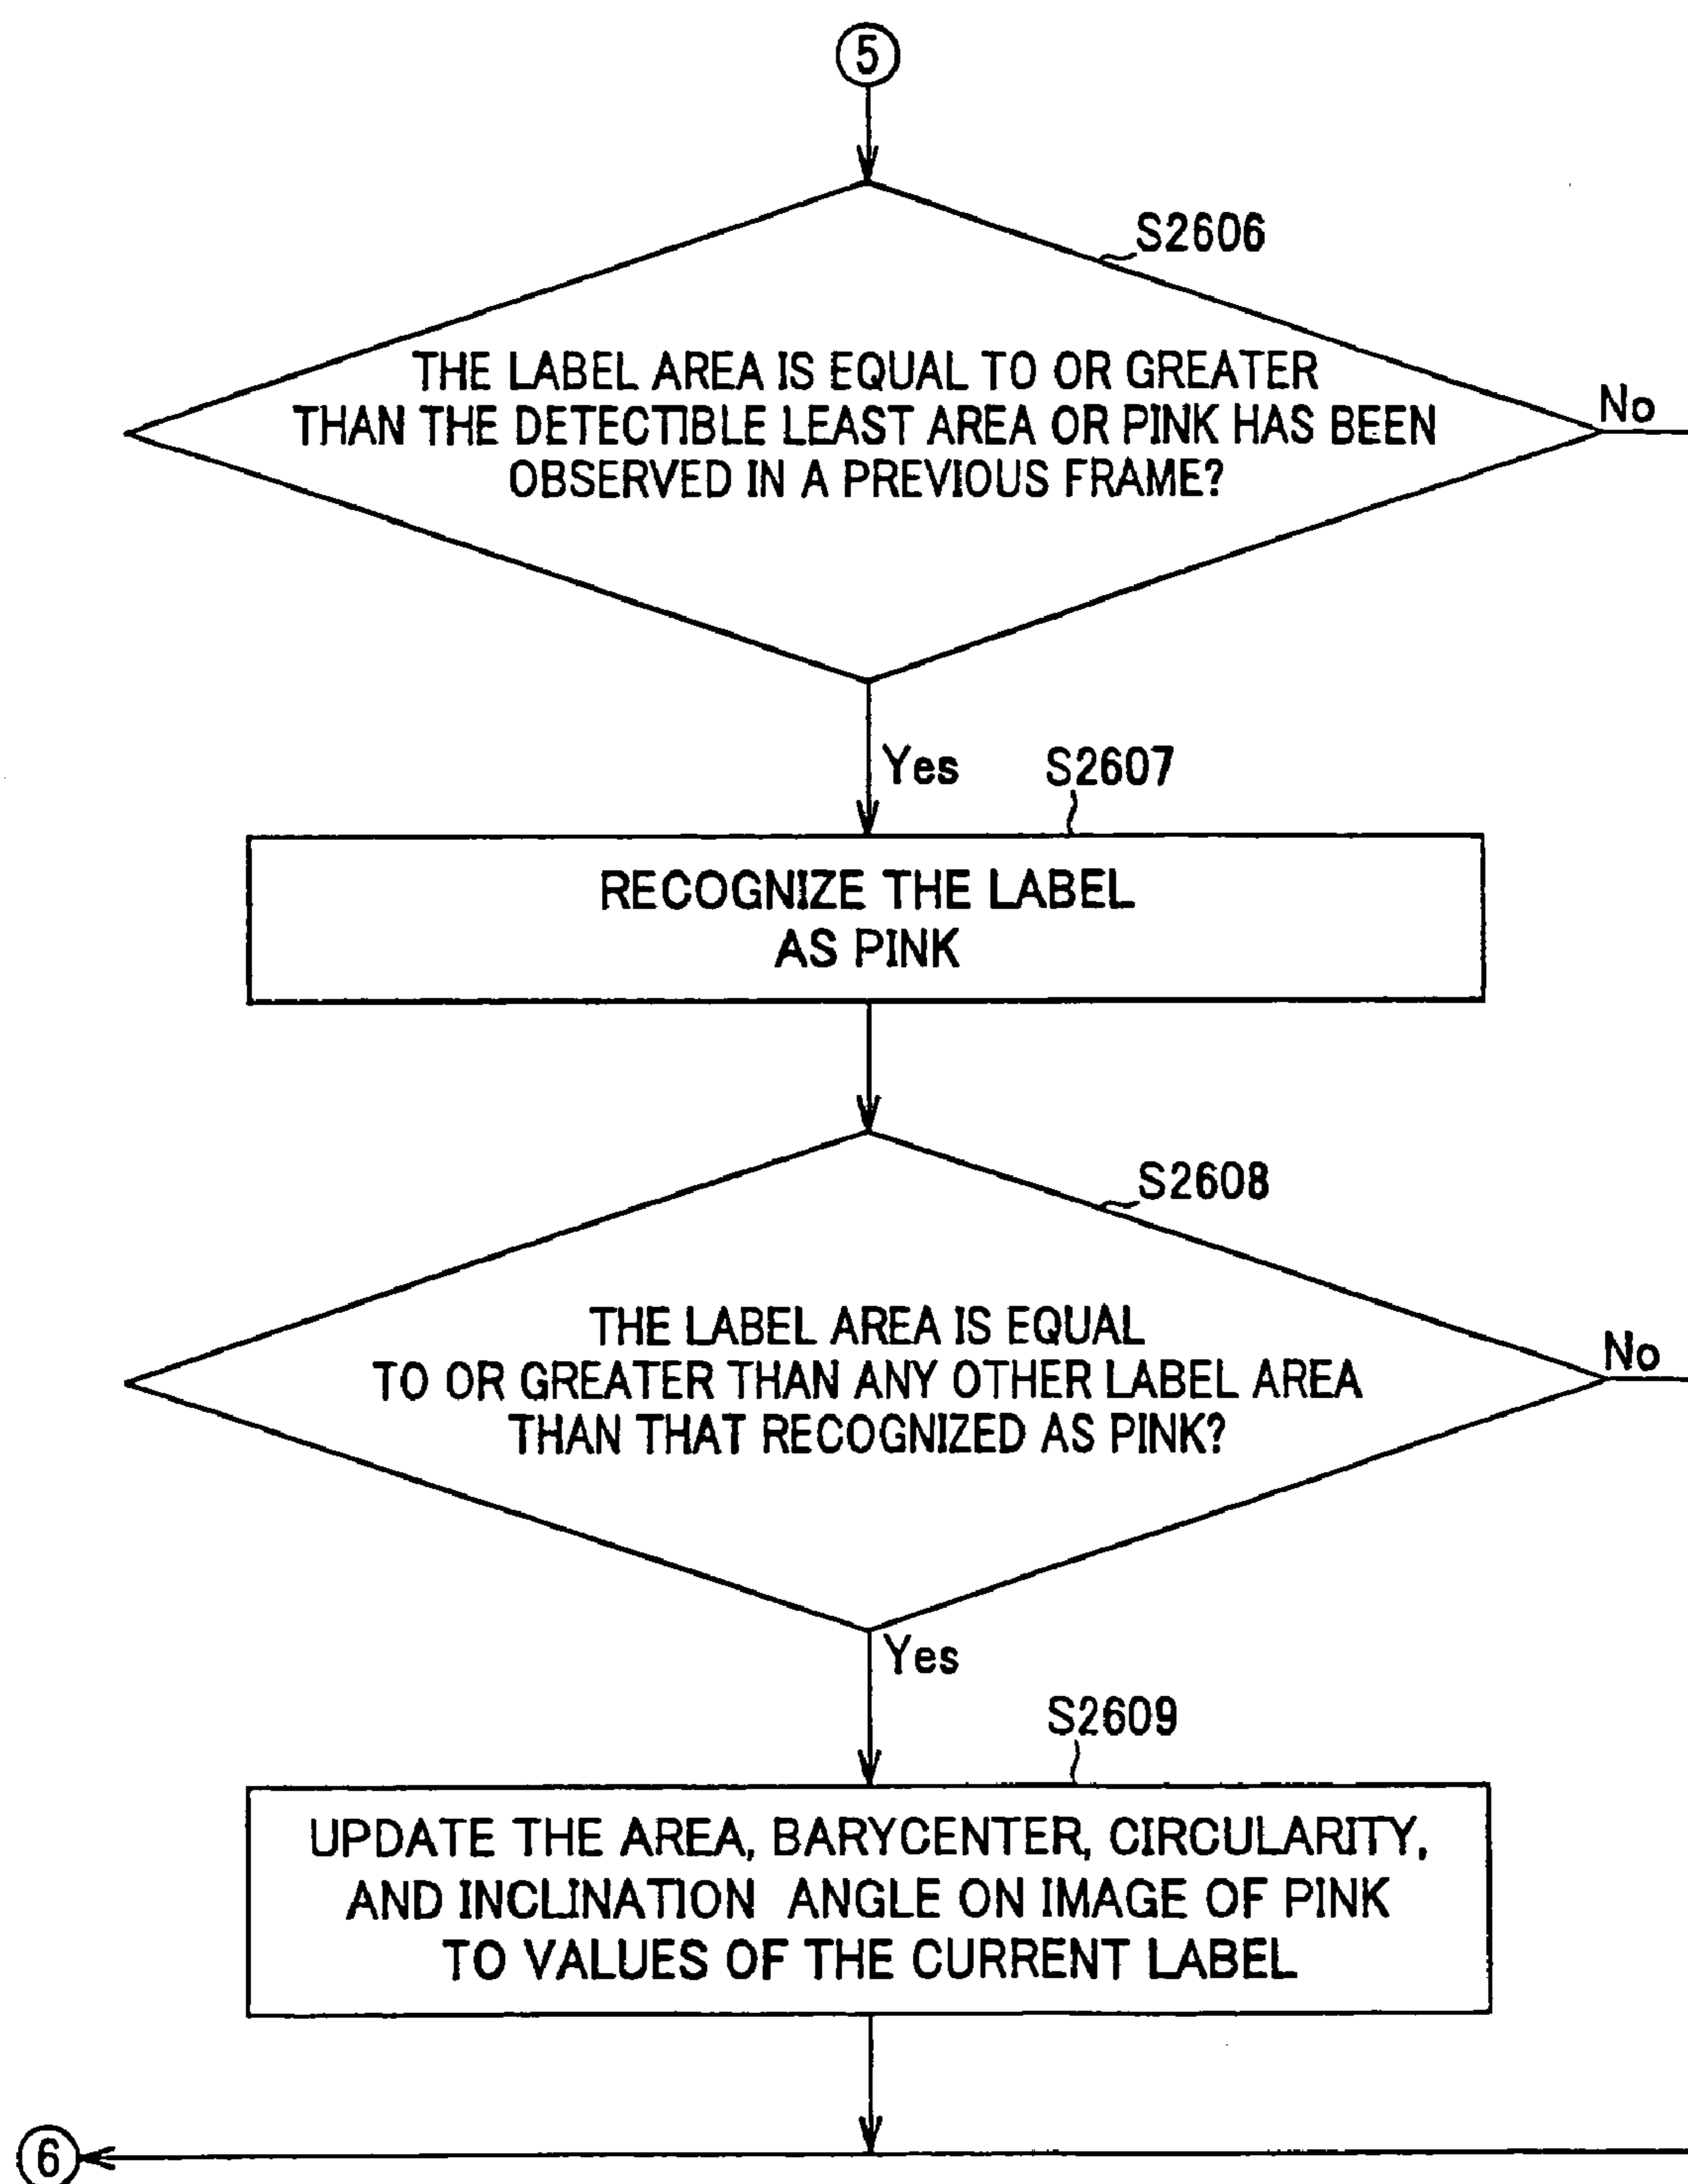 5
S2606
THE LABEL AREA IS EQUAL TO OR GREATER
THAN THE DETECTIBLE LEAST AREA OR PINK HAS BEEN
OBSERVED IN A PREVIOUS FRAME?
No
Yes
S2607
RECOGNIZE THE LABEL
AS PINK
S2608
THE LABEL AREA IS EQUAL
TO OR GREATER THAN ANY OTHER LABEL AREA
THAN THAT RECOGNIZED AS PINK?
No
Yes
S2609
UPDATE THE AREA, BARYCENTER, CIRCULARITY,
AND INCLINATION ANGLE ON IMAGE OF PINK
TO VALUES OF THE CURRENT LABEL
6